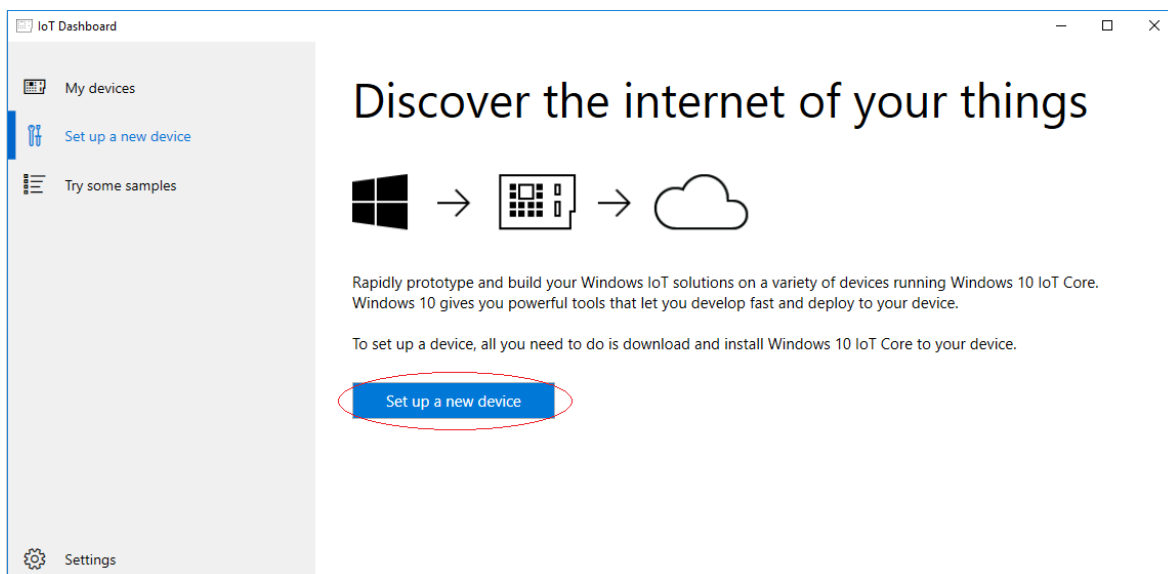 IoT Dashboard
My devices
Set up a new device
Try some samples
Settings
Discover the internet of your things
Rapidly prototype and build your Windows IoT solutions on a variety of devices running Windows 10 IoT Core.
Windows 10 gives you powerful tools that let you develop fast and deploy to your device.
To set up a device, all you need to do is download and install Windows 10 IoT Core to your device.
Set up a new device